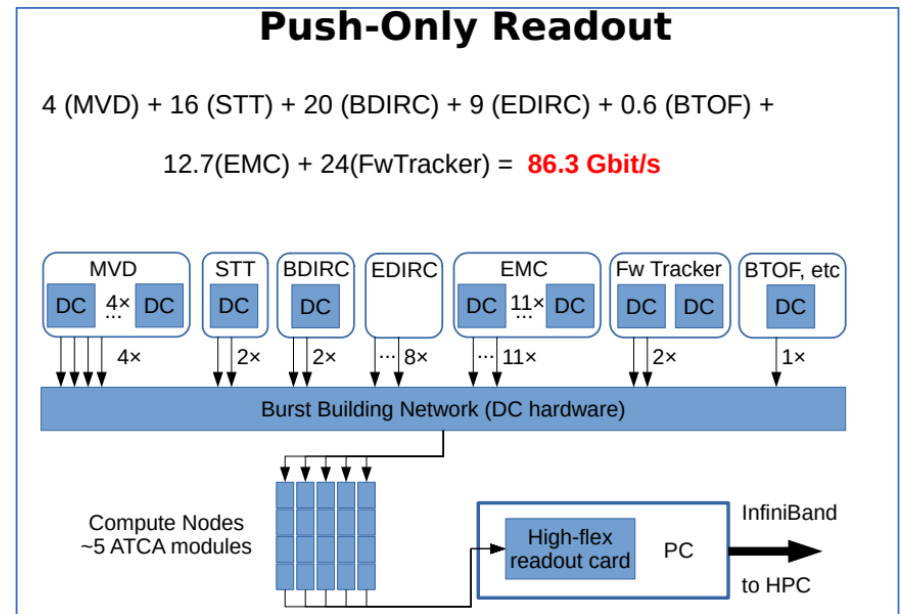 Push-Only Readout
4 (MVD) + 16 (STT) + 20 (BDIRC) + 9 (EDIRC) + 0.6 (BTOF) +
12.7(EMC) + 24(FwTracker) = 86.3 Gbit/s
MVD
DC 4× ... DC
STT
DC
BDIRC
DC
EDIRC
EMC
DC 11× ... DC
Fw Tracker
DC DC
BTOF, etc
DC
4×
2×
2×
... 8×
... 11×
2×
1×
Burst Building Network (DC hardware)
Compute Nodes
~5 ATCA modules
High-flex
readout card
PC
InfiniBand
to HPC